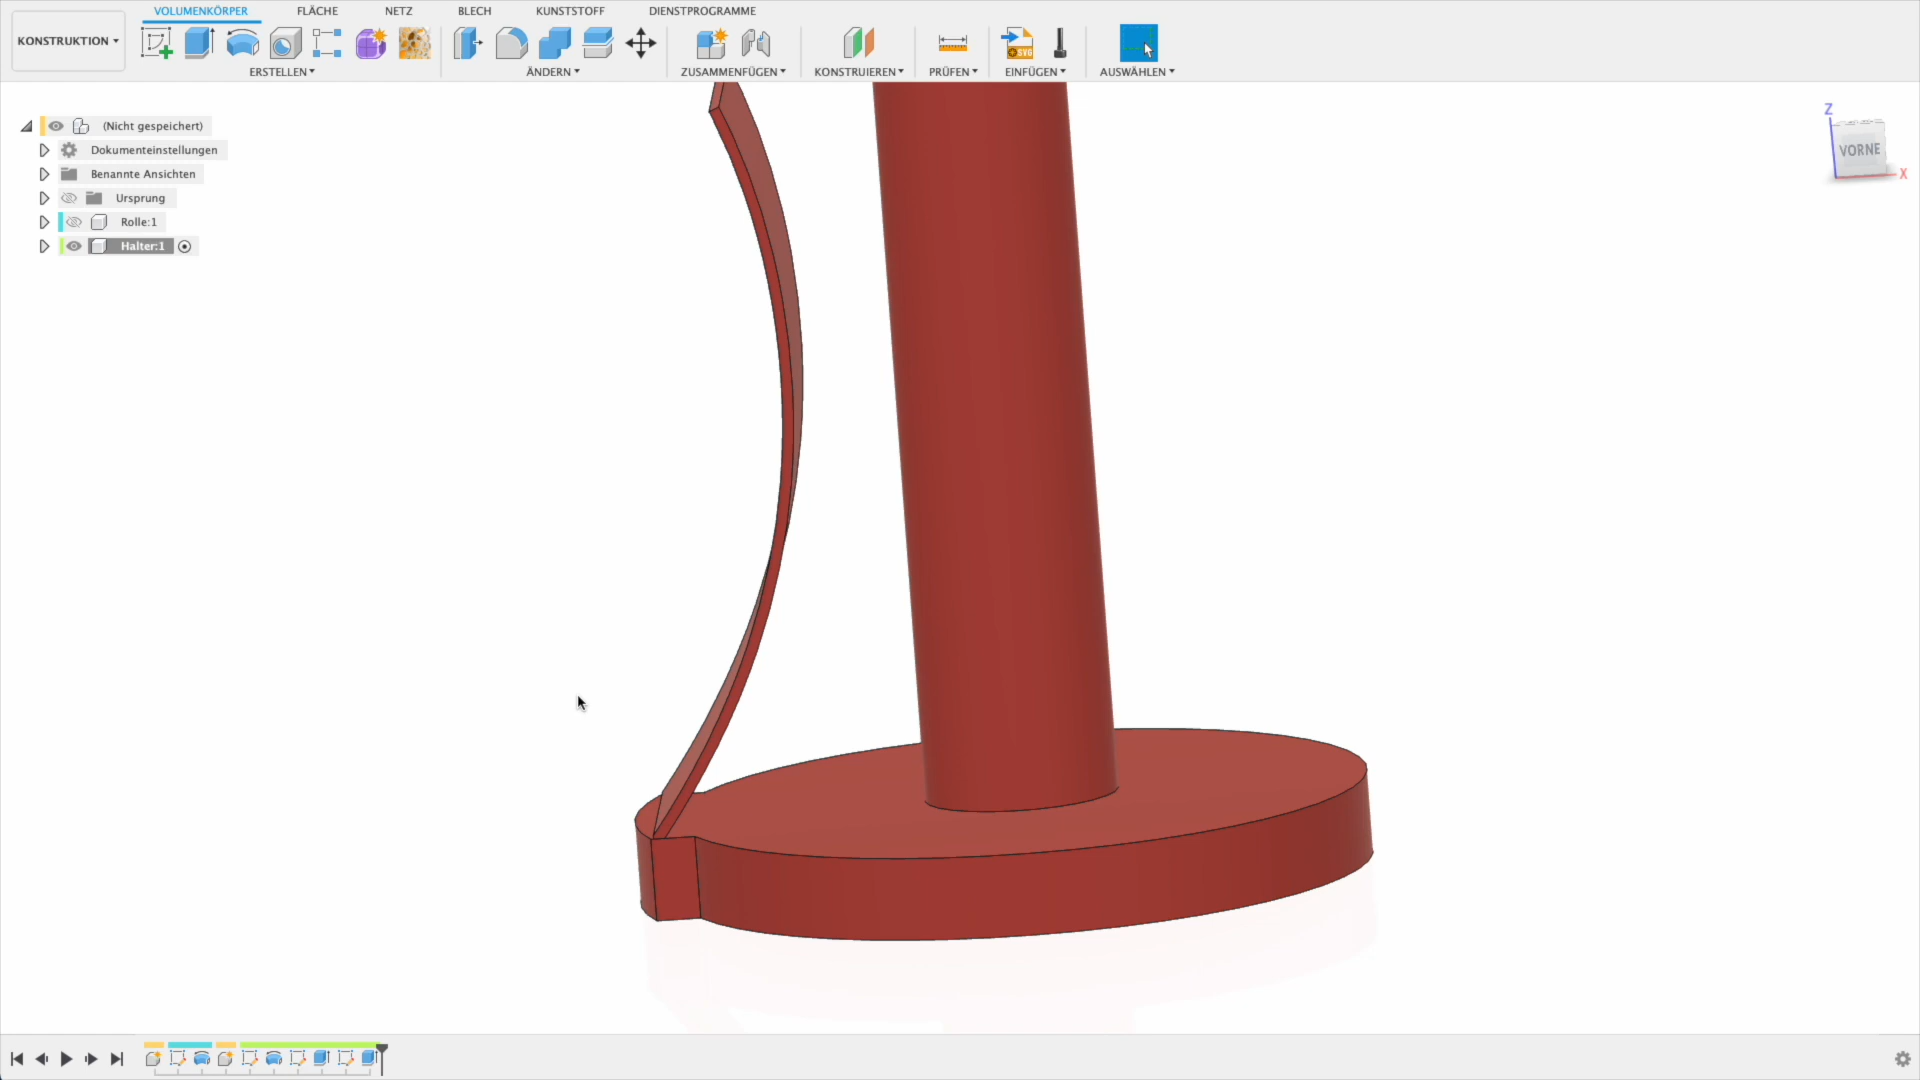 VOLUMENKÖRPER FLÄCHE NETZ BLECH KUNSTSTOFF DIENSTPROGRAMME
KONSTRUKTION
SVG
ERSTELLEN ÄNDERN ZUSAMMENFÜGEN KONSTRUIEREN PRÜFEN EINFÜGEN AUSWÄHLEN
(Nicht gespeichert)
Dokumenteinstellungen
Benannte Ansichten
Ursprung
Rolle:1
Halter:1
Z
VORNE
X